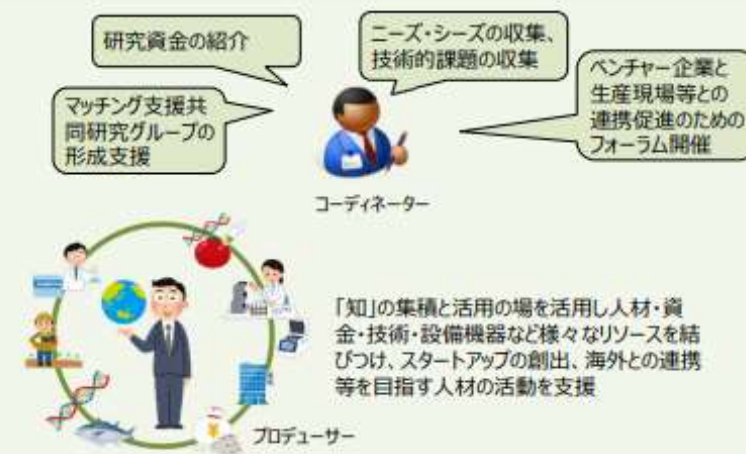 研究資金の紹介
ニーズ・シーズの収集、
技術的課題の収集
マッチング支援共
同研究グループの
形成支援
ベンチャー企業と
生産現場等との
連携促進のための
フォーラム開催
コーディネーター
「知」の集積と活用の場を活用し人材・資
金・技術・設備機器など様々なリソースを結
びつけ、スタートアップの創出、海外との連携
等を目指す人材の活動を支援
プロデューサー